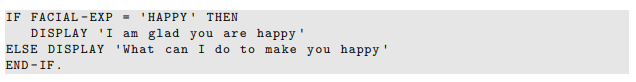 IF FACIAL-EXP = 'HAPPY' THEN
DISPLAY 'I am glad you are happy'
ELSE DISPLAY 'What can I do to make you happy'
END-IF.